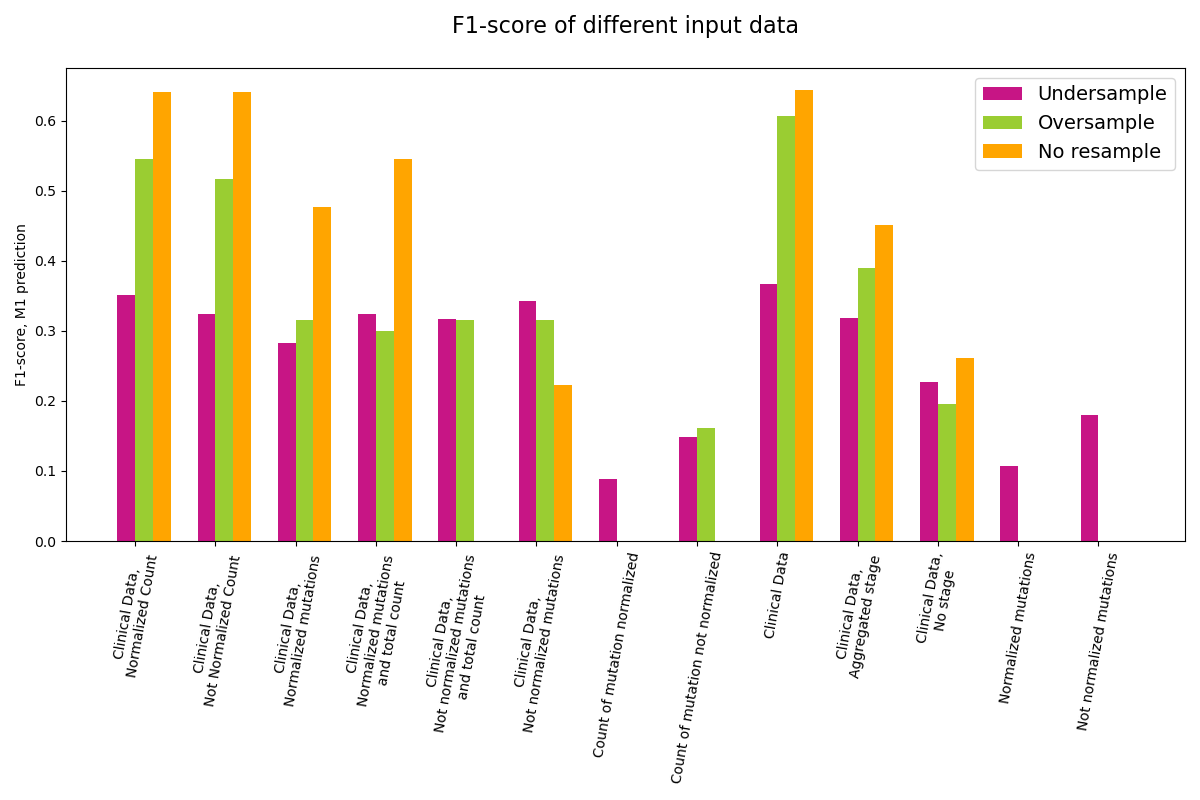 F1-score of different input data
Undersample
Oversample
No resample
F1-score, M1 prediction
0.6
0.5
0.4
0.3
0.2
0.1
0.0
Clinical Data,
Normalized Count
Clinical Data,
Not Normalized Count
Clinical Data,
Normalized mutations
Clinical Data,
Normalized mutations
and total count
Clinical Data,
Not normalized mutations
and total count
Clinical Data,
Not normalized mutations
Count of mutation normalized
Count of mutation not normalized
Clinical Data
Clinical Data,
Aggregated stage
Clinical Data,
No stage
Normalized mutations
Not normalized mutations